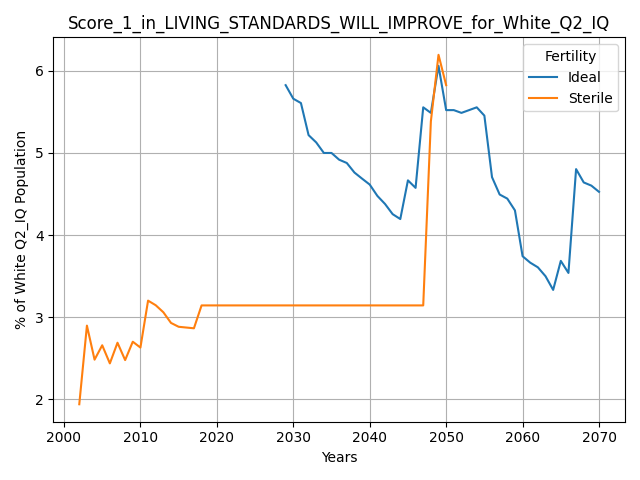 Score_1_in_LIVING_STANDARDS_WILL_IMPROVE_for_White_Q2_IQ
Fertility
Ideal
Sterile
% of White Q2_IQ Population
6
5
4
3
2
2000 2010 2020 2030 2040 2050 2060 2070
Years